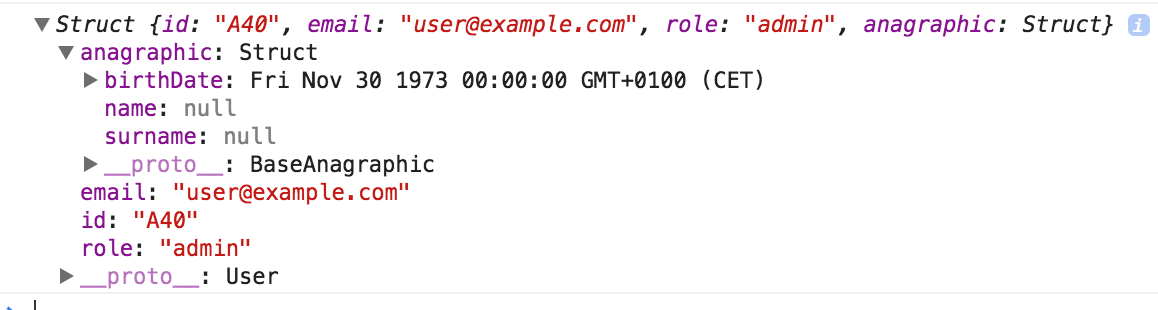 ▼Struct {id: "A40", email: "user@example.com", role: "admin", anagraphic: Struct} i
▼anagraphic: Struct
▶birthDate: Fri Nov 30 1973 00:00:00 GMT+0100 (CET)
name: null
surname: null
▶__proto__: BaseAnagraphic
email: "user@example.com"
id: "A40"
role: "admin"
▶__proto__: User